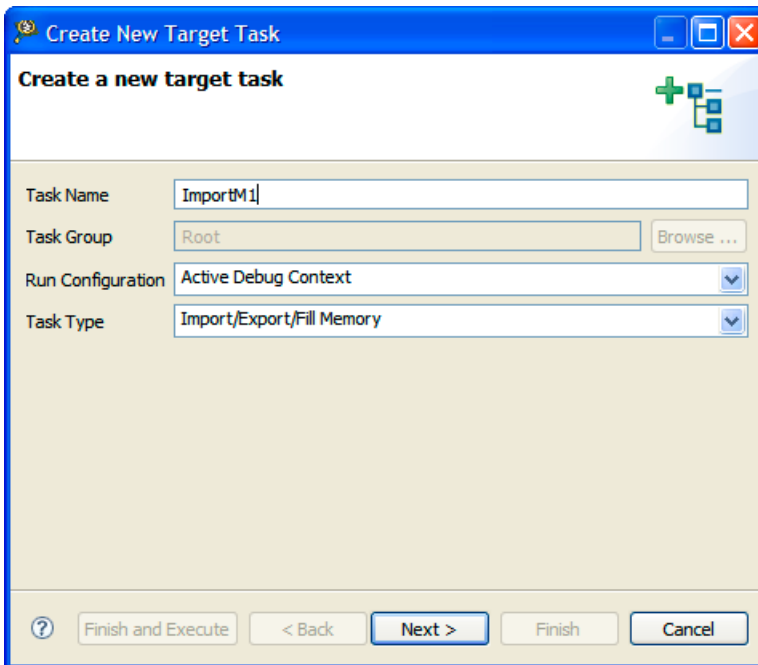 Create New Target Task
Create a new target task
Task Name ImportM1
Task Group Root Browse ...
Run Configuration Active Debug Context
Task Type Import/Export/Fill Memory
? Finish and Execute < Back Next > Finish Cancel